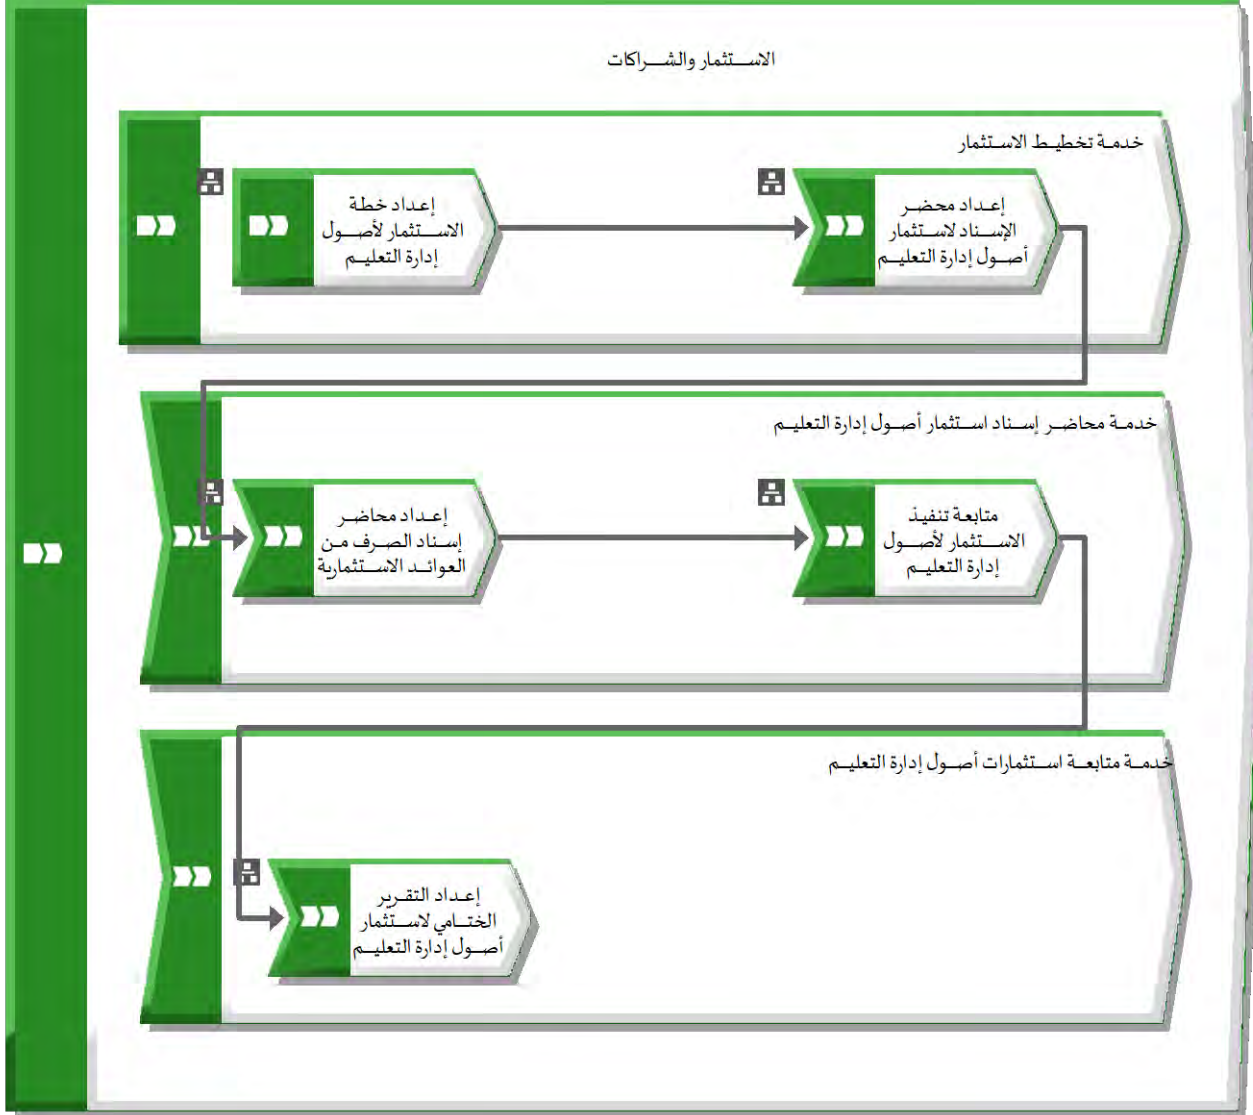 الاستثمار والشراكات
خدمة تخطيط الاستثمار
إعداد خطة
الاستثمار لأصول
إدارة التعليم
إعداد محضر
الإسناد لاستثمار
أصول إدارة التعليم
خدمة محاضر إسناد استثمار أصول إدارة التعليم
إعداد محاضر
إسناد الصرف من
العوائد الاستثمارية
متابعة تنفيذ
الاستثمار لأصول
إدارة التعليم
خدمة متابعة استثمارات أصول إدارة التعليم
إعداد التقرير
الختامي لاستثمار
أصول إدارة التعليم